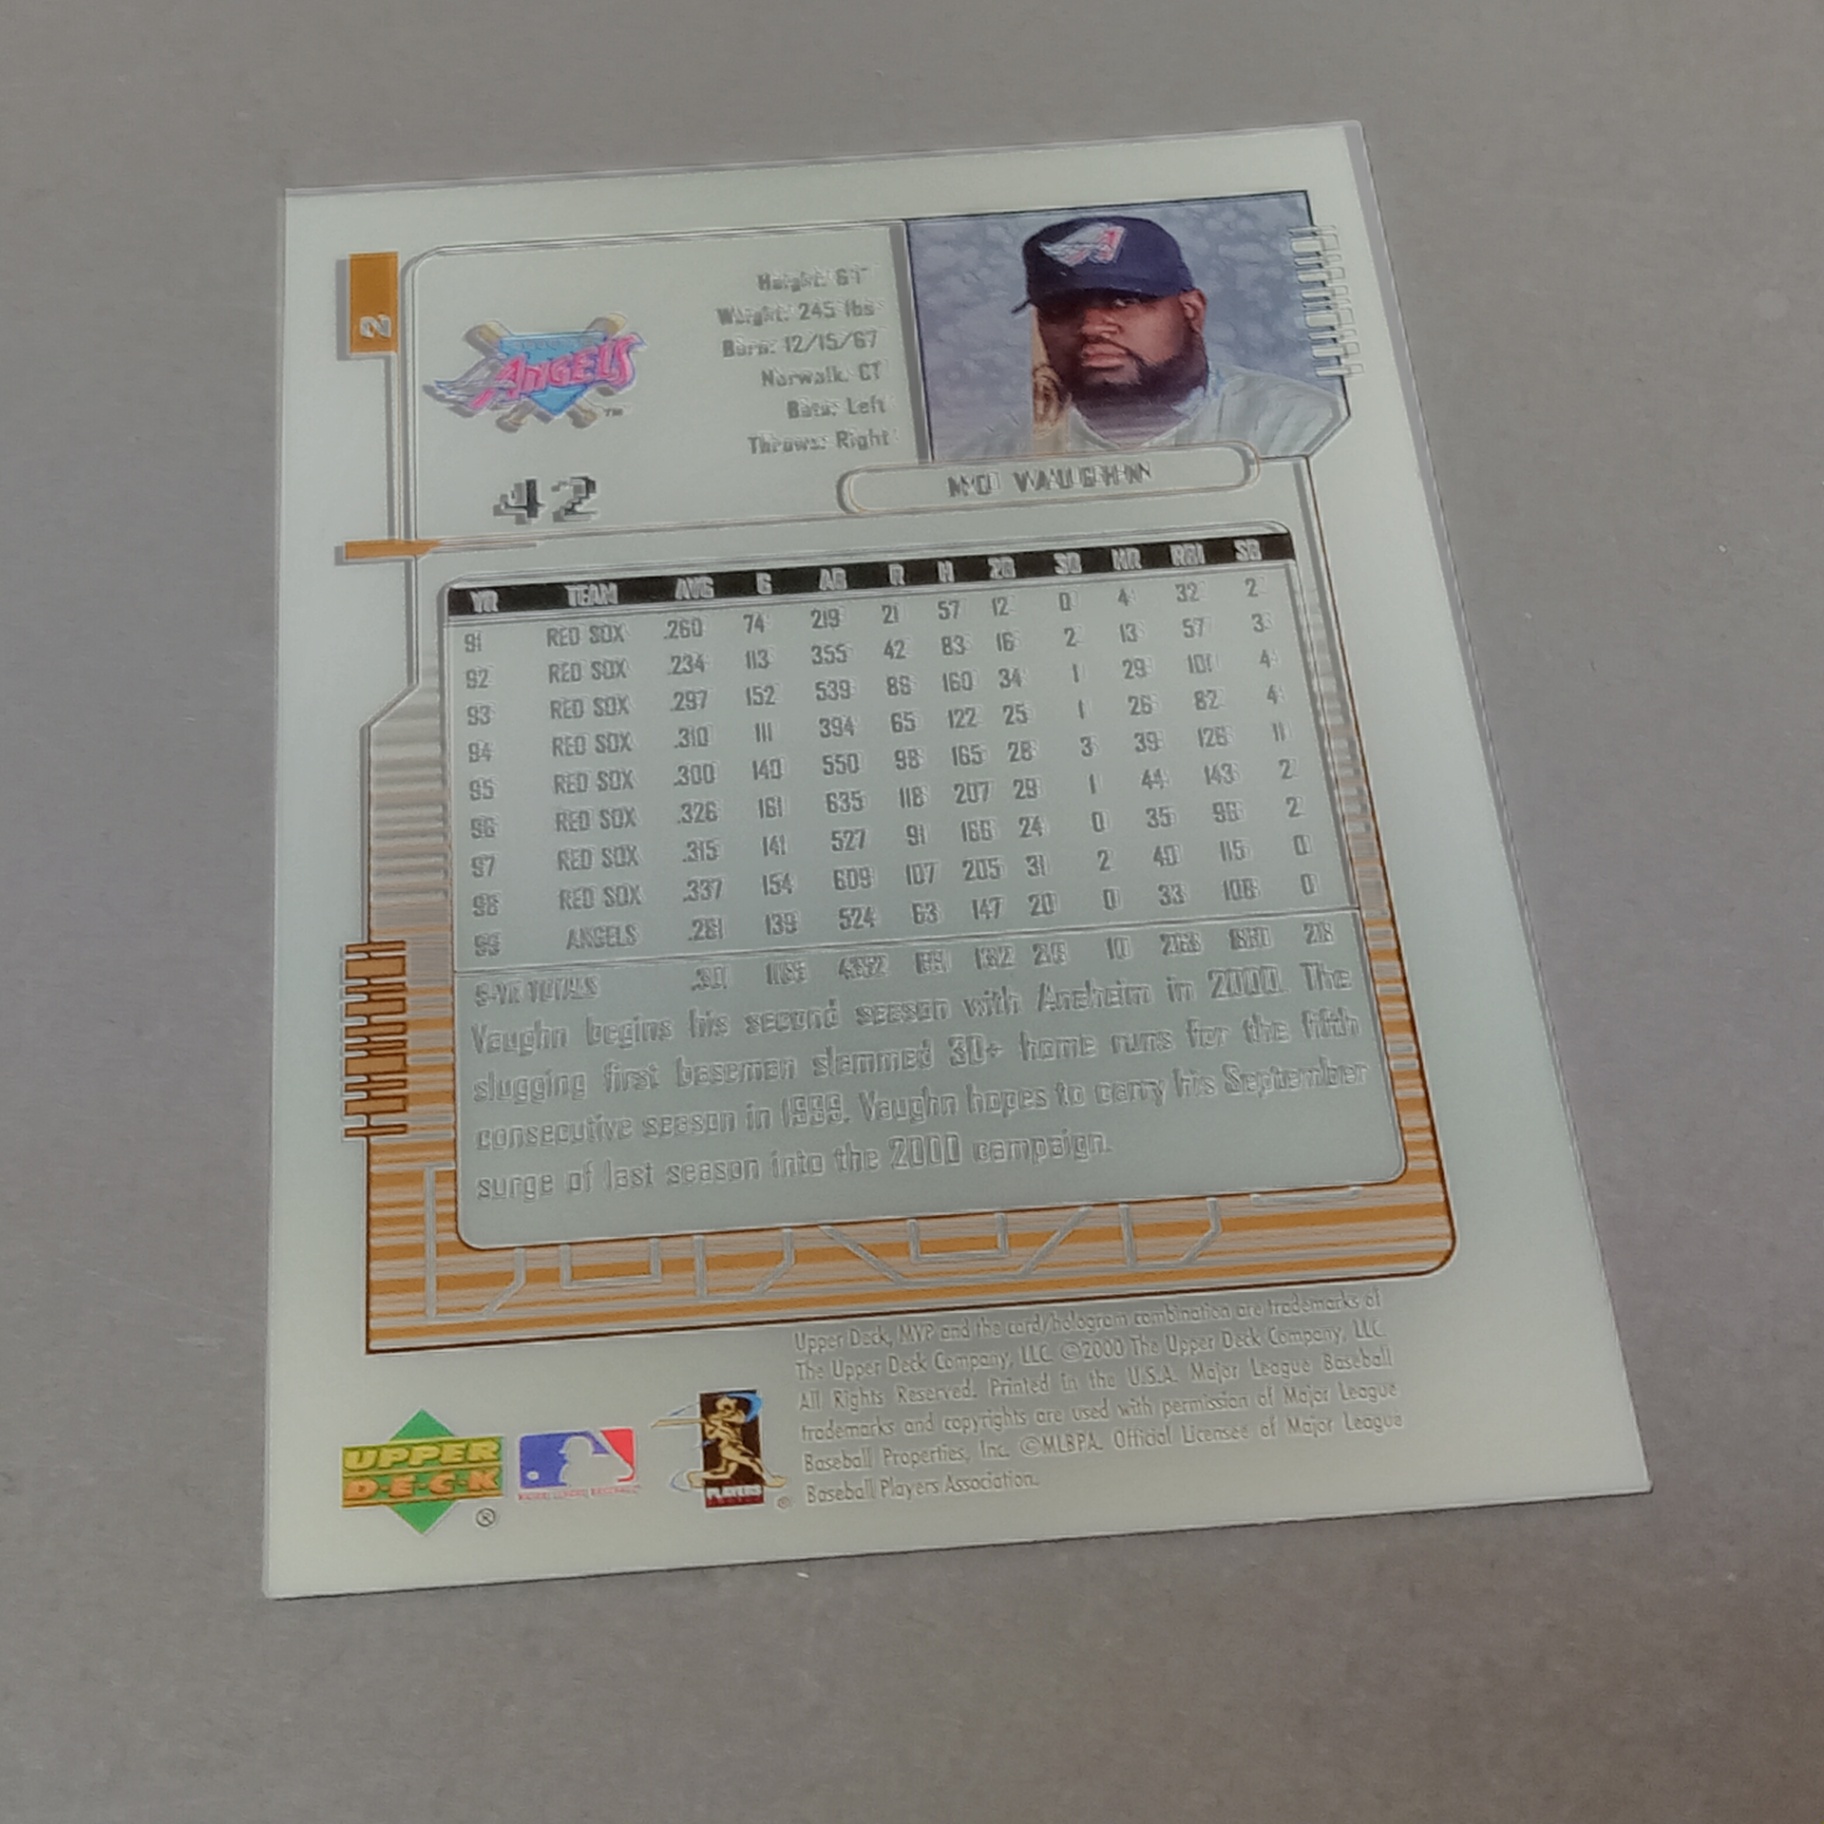 2
ANGELS
TM
Height: 6'1"
Weight: 245 lbs
Born: 12/15/67
Norwalk, CT
Bats: Left
Throws: Right
42
MO VAUGHN
YR TEAM AVG G AB R H 2B 3B HR RBI SB
91 RED SOX .260 74 219 21 57 12 0 4 32 2
92 RED SOX .234 113 355 42 83 16 2 13 57 3
93 RED SOX .297 152 539 86 160 34 1 29 101 4
94 RED SOX .310 111 394 65 122 25 1 26 82 4
95 RED SOX .300 140 550 98 165 28 3 39 126 11
96 RED SOX .326 161 635 118 207 29 1 44 143 2
97 RED SOX .315 141 527 91 166 24 0 35 96 2
98 RED SOX .337 154 609 107 205 31 2 40 115 0
99 ANGELS .281 139 524 63 147 20 0 33 108 0
9-YR TOTALS 10 28
Vaughn begins his second season with Anaheim in 2000. The
slugging first baseman slammed 30+ home runs for the fifth
consecutive season in 1999. Vaughn hopes to carry his September
surge of last season into the 2000 campaign.
Upper Deck, MVP and the card/hologram combination are trademarks of
The Upper Deck Company, LLC. ©2000 The Upper Deck Company, LLC.
All Rights Reserved. Printed in the U.S.A. Major League Baseball
trademarks and copyrights are used with permission of Major League
Baseball Properties, Inc. ©MLBPA. Official Licensee of Major League
Baseball Players Association.
UPPER
D·E·C·K
®
MAJOR LEAGUE BASEBALL
PLAYERS
®